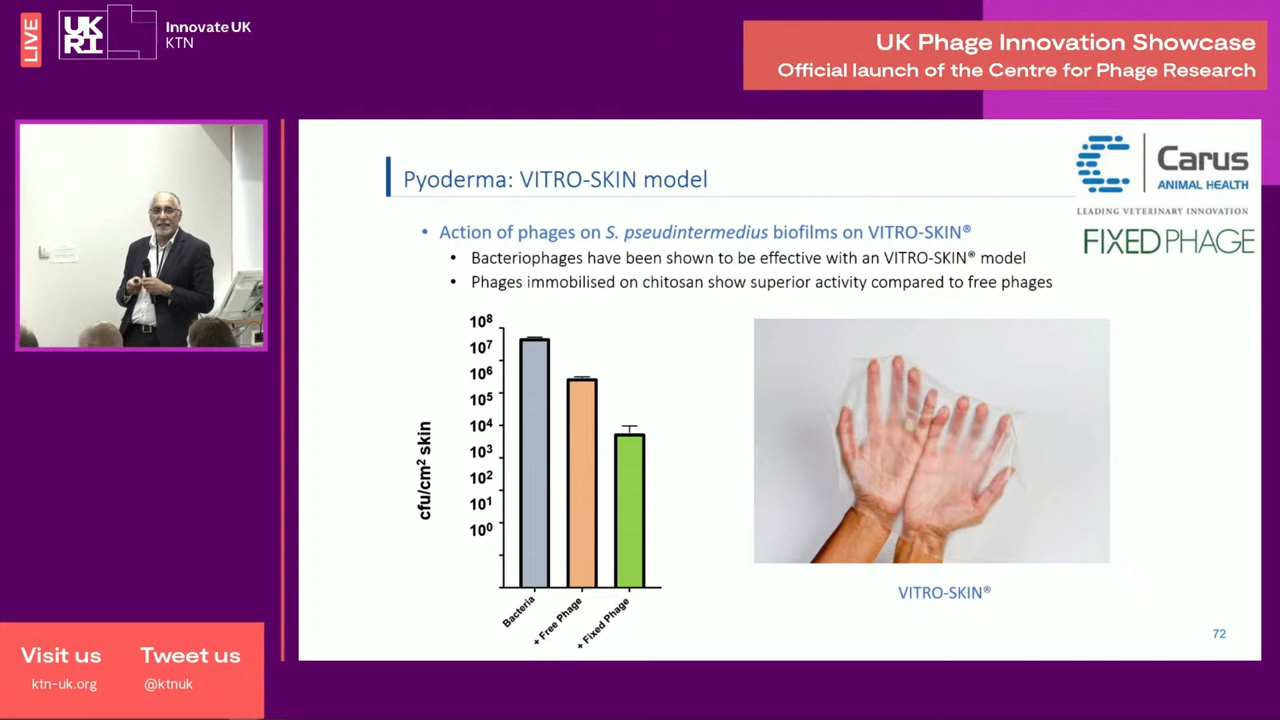 LIVE
UK
RI
Innovate UK
KTN
UK Phage Innovation Showcase
Official launch of the Centre for Phage Research
Pyoderma: VITRO-SKIN model
Carus
ANIMAL HEALTH
LEADING VETERINARY INNOVATION
FIXEDPHAGE
• Action of phages on S. pseudintermedius biofilms on VITRO-SKIN®
• Bacteriophages have been shown to be effective with an VITRO-SKIN® model
• Phages immobilised on chitosan show superior activity compared to free phages
cfu/cm² skin
10⁸
10⁷
10⁶
10⁵
10⁴
10³
10²
10¹
10⁰
Bacteria
+ Free Phage
+ Fixed Phage
VITRO-SKIN®
72
Visit us
ktn-uk.org
Tweet us
@ktnuk